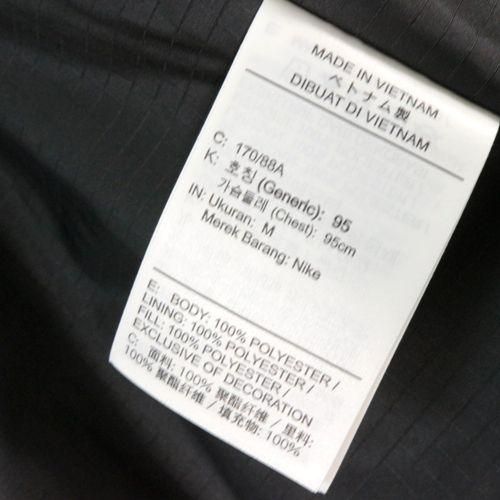 MADE IN VIETNAM
ベトナム製
DIBUAT DI VIETNAM
C: 170/88A
K: 호칭 (Generic): 95
가슴둘레 (Chest): 95cm
IN: Ukuran: M
Merek Barang: Nike
E: BODY: 100% POLYESTER /
LINING: 100% POLYESTER /
FILL: 100% POLYESTER /
EXCLUSIVE OF DECORATION
C: 面料: 100% 聚酯纤维 / 里料:
100% 聚酯纤维 / 填充物: 100%